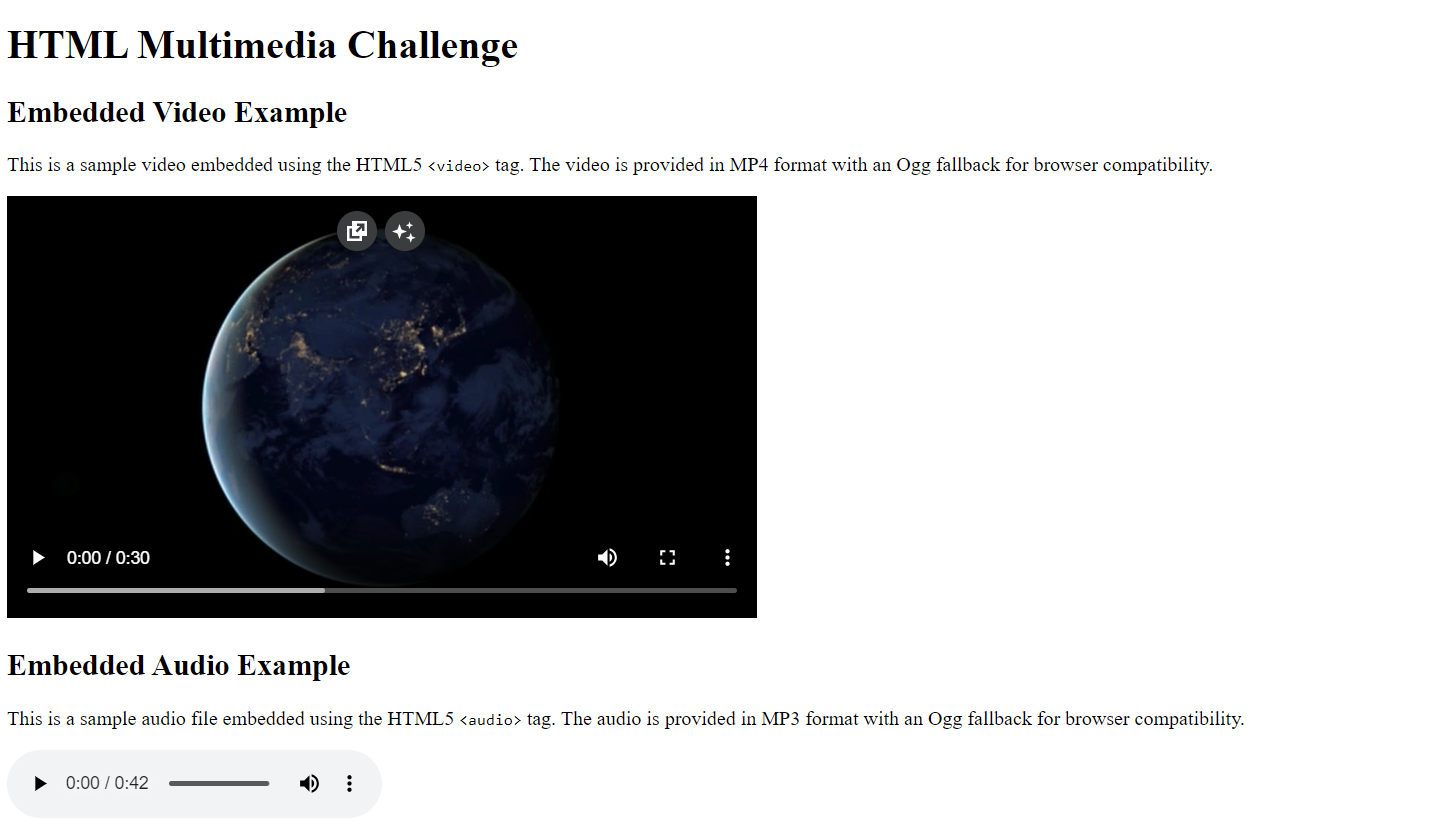 HTML Multimedia Challenge
Embedded Video Example
This is a sample video embedded using the HTML5 <video> tag. The video is provided in MP4 format with an Ogg fallback for browser compatibility.
0:00 / 0:30
Embedded Audio Example
This is a sample audio file embedded using the HTML5 <audio> tag. The audio is provided in MP3 format with an Ogg fallback for browser compatibility.
0:00 / 0:42